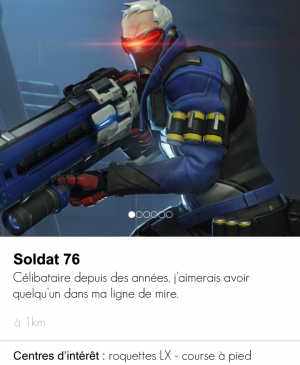 Soldat 76
Célibataire depuis des années, j'aimerais avoir
quelqu'un dans ma ligne de mire.
à 1km
Centres d'intérêt : roquettes LX - course à pied